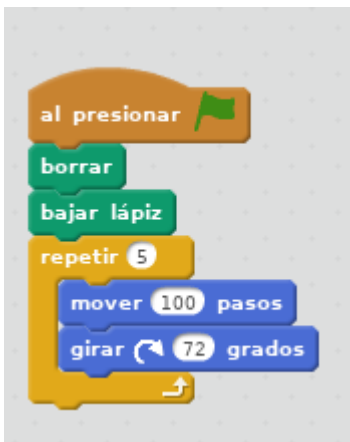 al presionar
borrar
bajar lápiz
repetir 5
mover 100 pasos
girar 72 grados